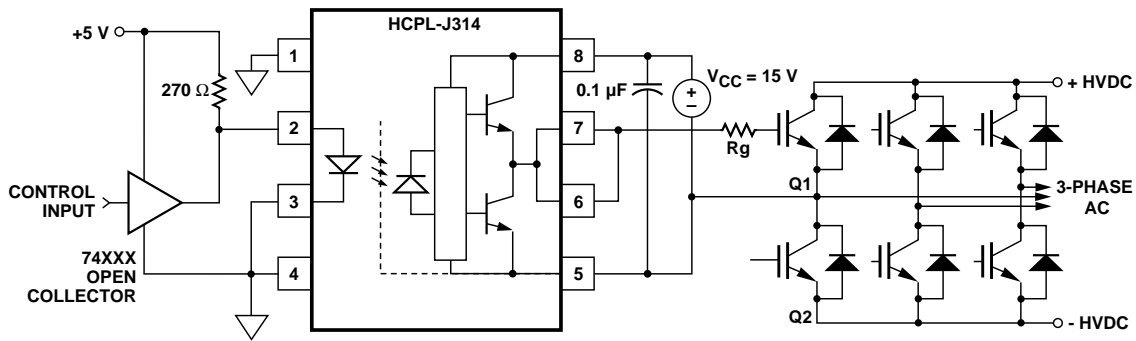 HCPL-J314
+5 V
270 Ω
1
2
3
4
8
7
6
5
0.1 µF
VCC = 15 V
+
–
Rg
+ HVDC
Q1
3-PHASE
AC
CONTROL
INPUT
74XXX
OPEN
COLLECTOR
Q2
- HVDC